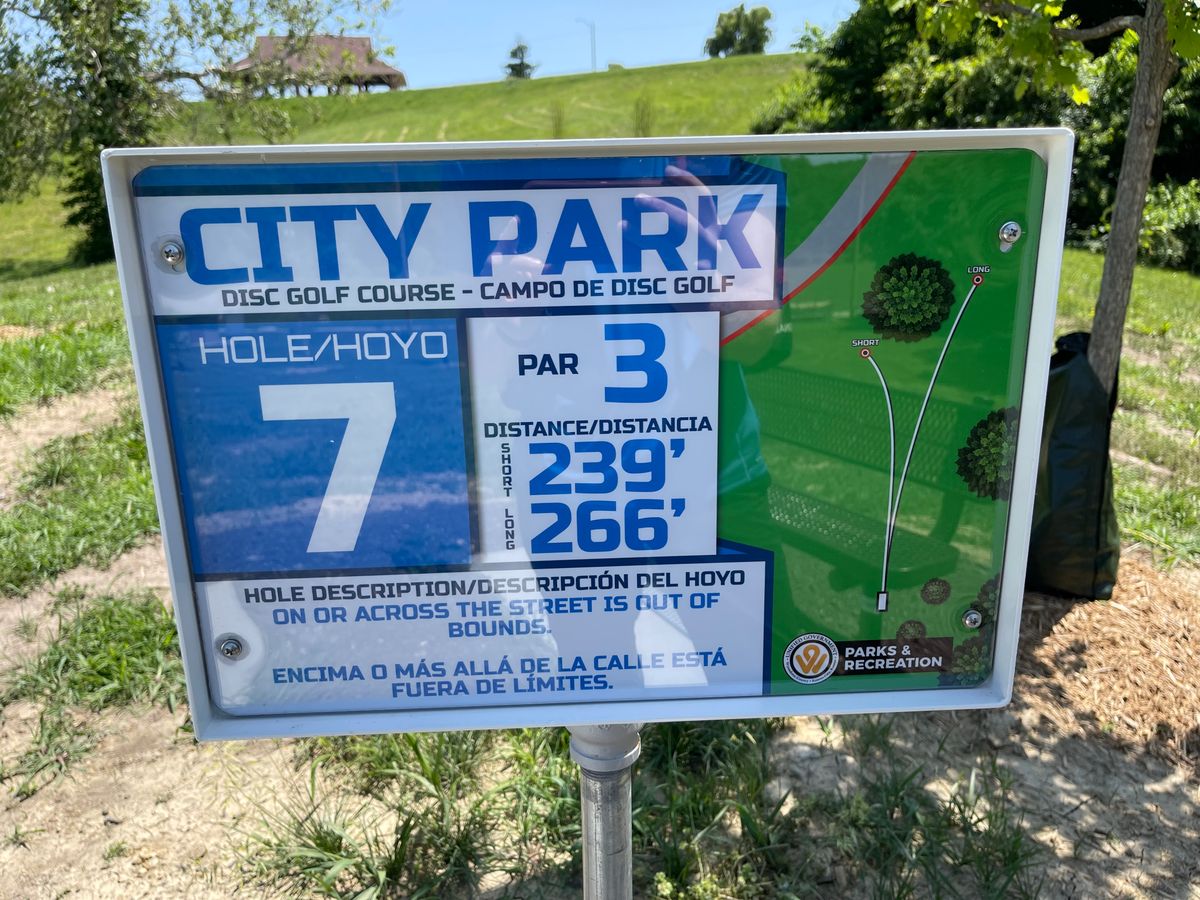 CITY PARK
DISC GOLF COURSE - CAMPO DE DISC GOLF
HOLE/HOYO
7
PAR 3
DISTANCE/DISTANCIA
SHORT 239'
LONG 266'
HOLE DESCRIPTION/DESCRIPCIÓN DEL HOYO
ON OR ACROSS THE STREET IS OUT OF
BOUNDS.
ENCIMA O MÁS ALLÁ DE LA CALLE ESTÁ
FUERA DE LÍMITES.
LONG
SHORT
UNIFIED GOVERNMENT
PARKS &
RECREATION